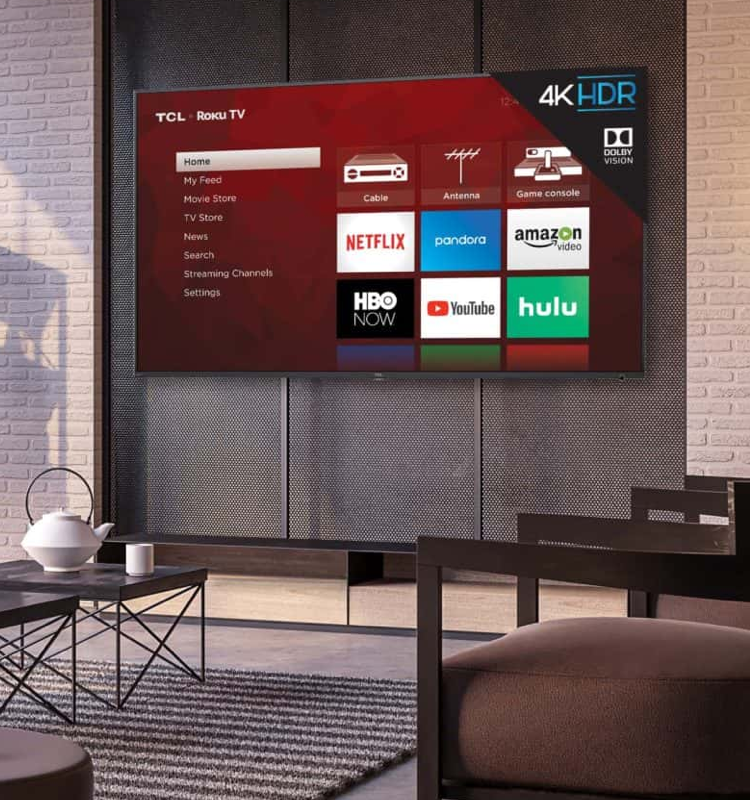 TCL Roku TV
4K HDR
DOLBY
VISION
Home
My Feed
Movie Store
TV Store
News
Search
Streaming Channels
Settings
Cable
Antenna
Game console
NETFLIX
pandora
amazon
video
HBO
NOW
YouTube
hulu